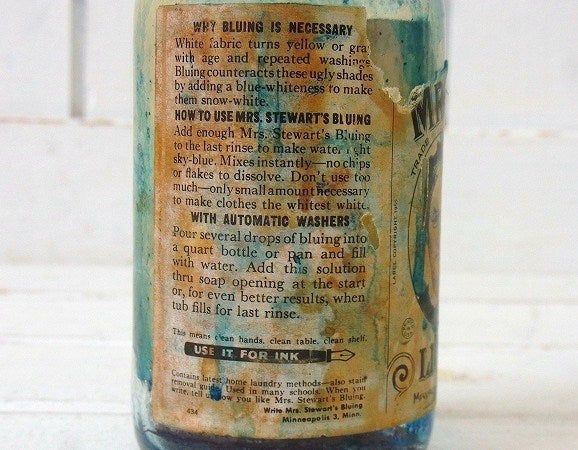 WHY BLUING IS NECESSARY
White fabric turns yellow or gray
with age and repeated washings.
Bluing counteracts these ugly shades
by adding a blue-whiteness to make
them snow-white.
HOW TO USE MRS. STEWART'S BLUING
Add enough Mrs. Stewart's Bluing
to the last rinse to make water light
sky-blue. Mixes instantly—no chips
or flakes to dissolve. Don't use too
much—only small amount necessary
to make clothes the whitest white.
WITH AUTOMATIC WASHERS
Pour several drops of bluing into
a quart bottle or pan and fill
with water. Add this solution
thru soap opening at the start
or, for even better results, when
tub fills for last rinse.
This means clean hands, clean table, clean shelf.
USE IT FOR INK
Contains latest home laundry methods—also stain
removal guide. Used in many schools. When you
write, tell us how you like Mrs. Stewart's Bluing.
434 Write Mrs. Stewart's Bluing
Minneapolis 3, Minn.
MRS
TRADE
LABEL COPYRIGHT
LI